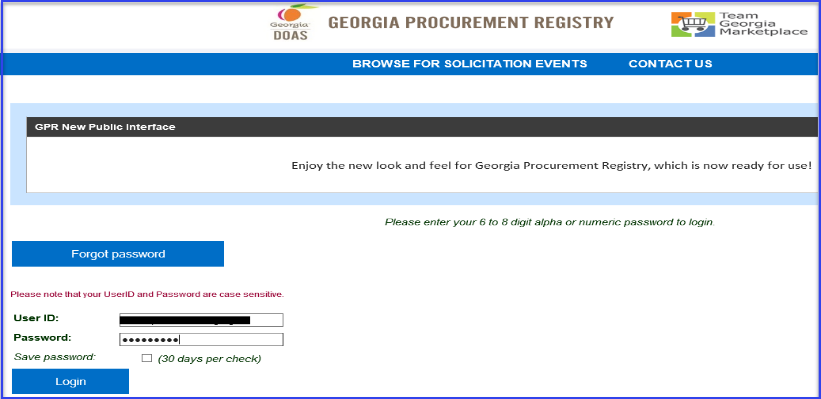 Georgia
DOAS
GEORGIA PROCUREMENT REGISTRY
Team
Georgia
Marketplace
BROWSE FOR SOLICITATION EVENTS CONTACT US
GPR New Public Interface
Enjoy the new look and feel for Georgia Procurement Registry, which is now ready for use!
Please enter your 6 to 8 digit alpha or numeric password to login.
Forgot password
Please note that your UserID and Password are case sensitive.
User ID:
Password: •••••••••
Save password: (30 days per check)
Login